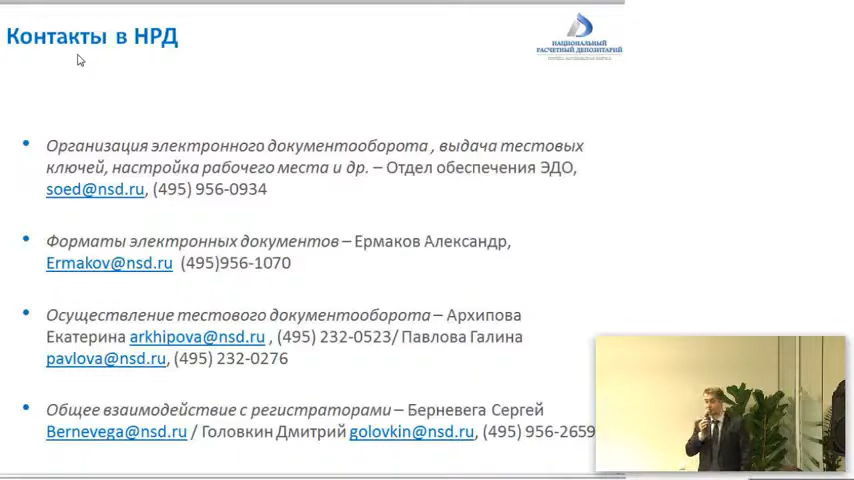 Контакты в НРД
НАЦИОНАЛЬНЫЙ
РАСЧЕТНЫЙ ДЕПОЗИТАРИЙ
• Организация электронного документооборота , выдача тестовых
ключей, настройка рабочего места и др. – Отдел обеспечения ЭДО,
soed@nsd.ru, (495) 956-0934
• Форматы электронных документов – Ермаков Александр,
Ermakov@nsd.ru (495)956-1070
• Осуществление тестового документооборота – Архипова
Екатерина arkhipova@nsd.ru , (495) 232-0523/ Павлова Галина
pavlova@nsd.ru, (495) 232-0276
• Общее взаимодействие с регистраторами – Берневега Сергей
Bernevega@nsd.ru / Головкин Дмитрий golovkin@nsd.ru, (495) 956-2659